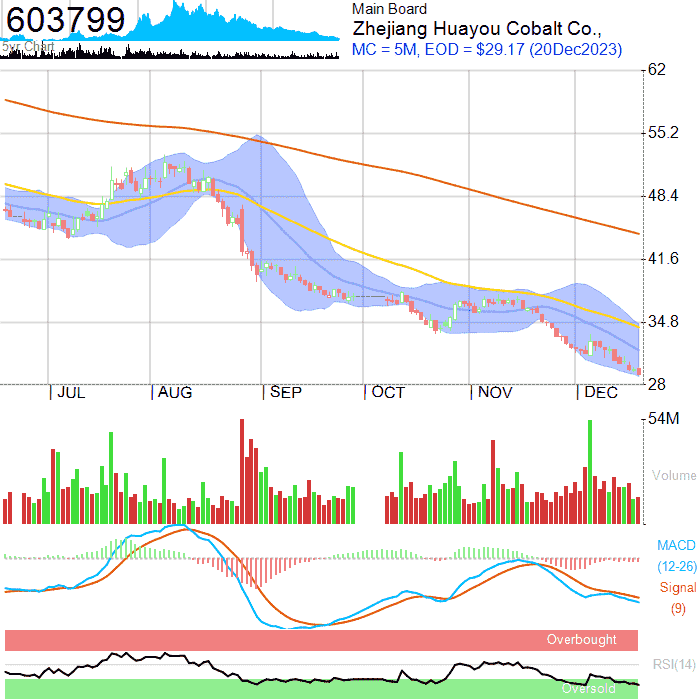 603799
5yr Chart
Main Board
Zhejiang Huayou Cobalt Co.,
MC = 5M, EOD = $29.17 (20Dec2023)
62
55.2
48.4
41.6
34.8
28
JUL AUG SEP OCT NOV DEC
54M
Volume
MACD
(12-26)
Signal
(9)
Overbought
RSI(14)
Oversold